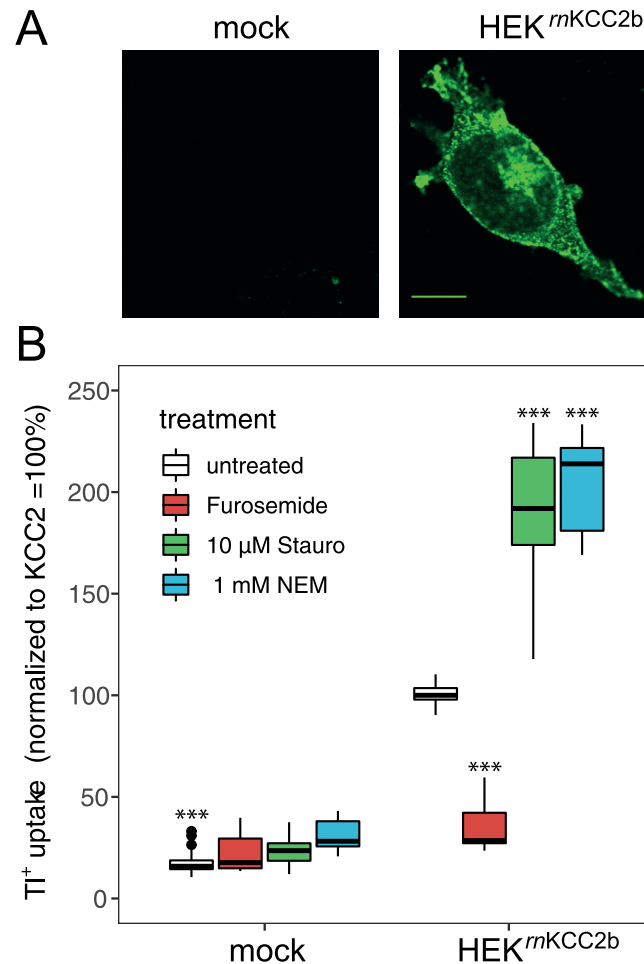 A
mock
HEK rnKCC2b
B
Tl+ uptake (normalized to KCC2 =100%)
250
200
150
100
50
0
treatment
untreated
Furosemide
10 µM Stauro
1 mM NEM
***
***
***
***
mock
HEK rnKCC2b